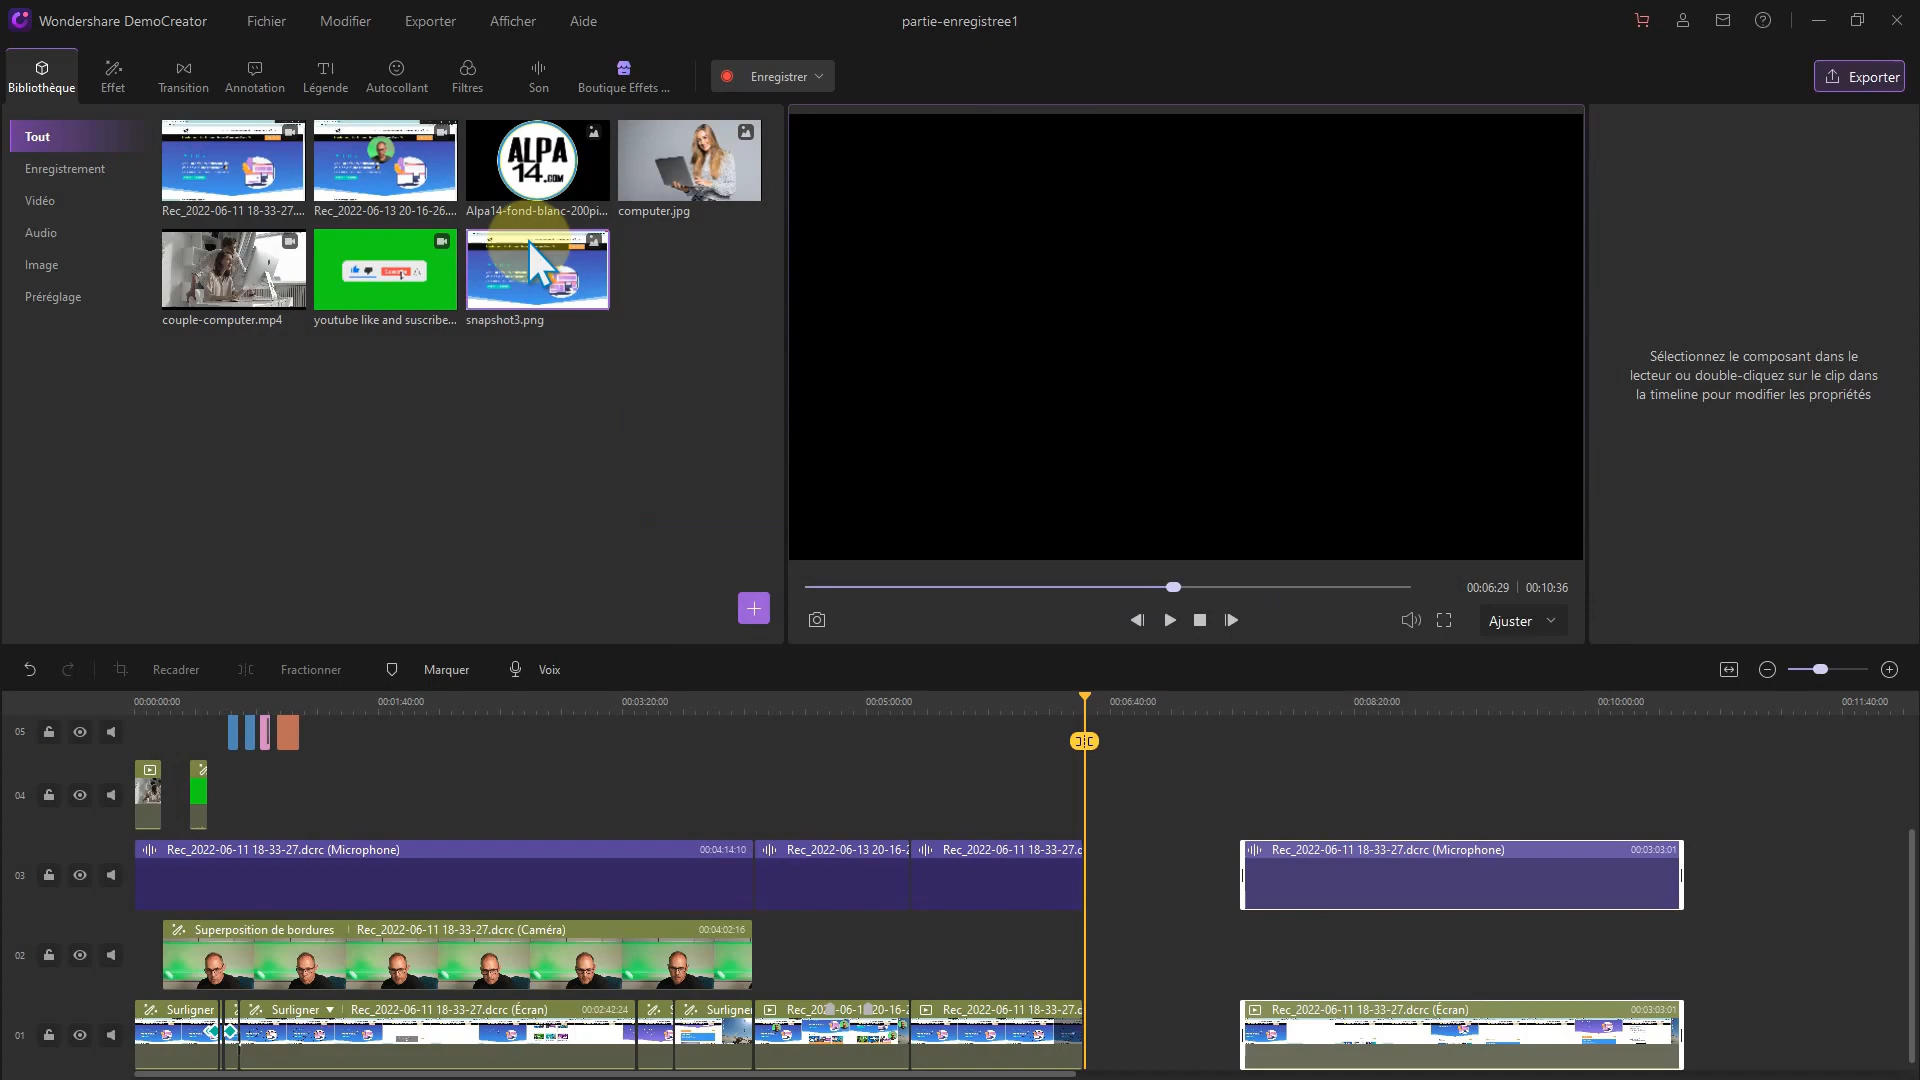 Wondershare DemoCreator Fichier Modifier Exporter Afficher Aide partie-enregistree1
Bibliothèque Effet Transition Annotation Légende Autocollant Filtres Son Boutique Effets ... Enregistrer Exporter
Tout
Enregistrement
Vidéo
Audio
Image
Préréglage
ALPA
14.COM
Rec_2022-06-11 18-33-27.... Rec_2022-06-13 20-16-26.... Alpa14-fond-blanc-200pi... computer.jpg
couple-computer.mp4 youtube like and suscribe... snapshot3.png
Sélectionnez le composant dans le
lecteur ou double-cliquez sur le clip dans
la timeline pour modifier les propriétés
00:06:29 00:10:36
Ajuster
Recadrer Fractionner Marquer Voix
00:00:00:00 00:01:40:00 00:03:20:00 00:05:00:00 00:06:40:00 00:08:20:00 00:10:00:00 00:11:40:00
05
04
Rec_2022-06-11 18-33-27.dcrc (Microphone) 00:04:14:10 Rec_2022-06-13 20-16-2 Rec_2022-06-11 18-33-27.d Rec_2022-06-11 18-33-27.dcrc (Microphone) 00:03:03:01
03
Superposition de bordures Rec_2022-06-11 18-33-27.dcrc (Caméra) 00:04:02:16
02
Surligner Surligner Rec_2022-06-11 18-33-27.dcrc (Écran) 00:02:42:24 S Surligner Rec_202 -06-1 20-16-2 Rec_2022-06-11 18-33-27.d Rec_2022-06-11 18-33-27.dcrc (Écran) 00:03:03:01
01